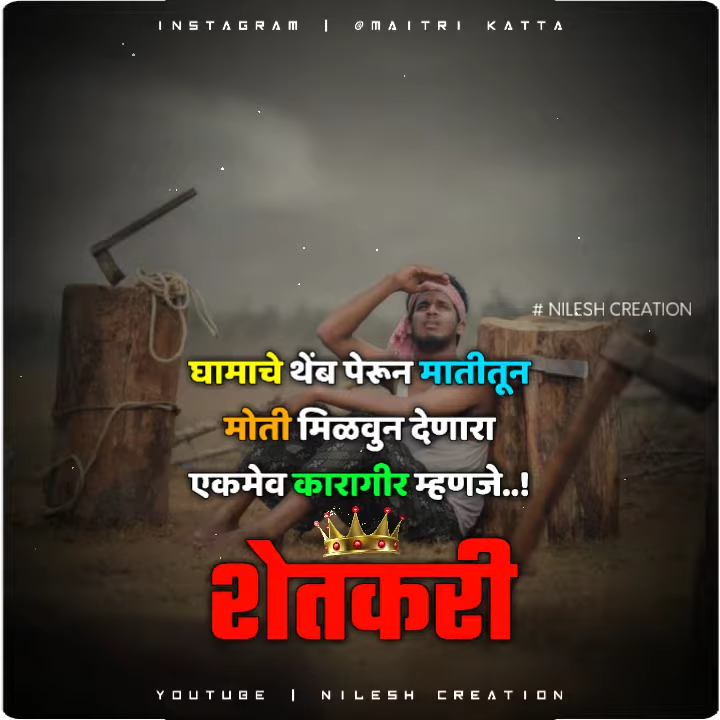 INSTAGRAM | @MAITRI KATTA
# NILESH CREATION
घामाचे थेंब पेरून मातीतून
मोती मिळवुन देणारा
एकमेव कारागीर म्हणजे..!
शेतकरी
YOUTUBE | NILESH CREATION